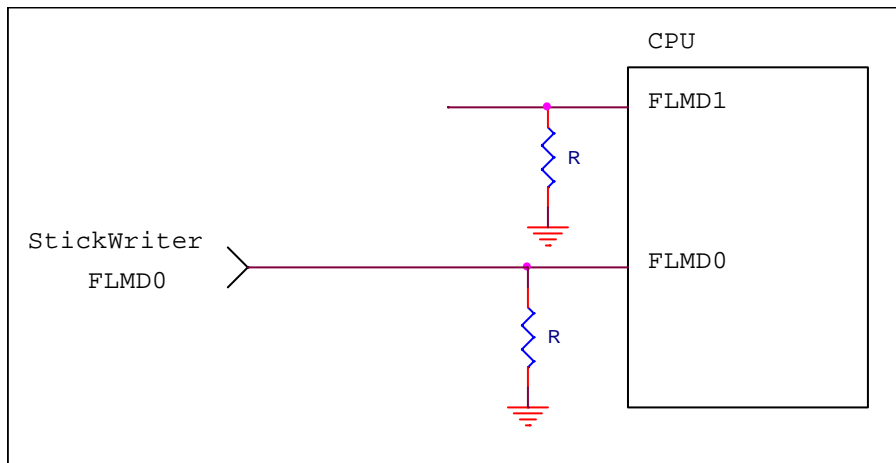 CPU
FLMD1
R
StickWriter
FLMD0
FLMD0
R